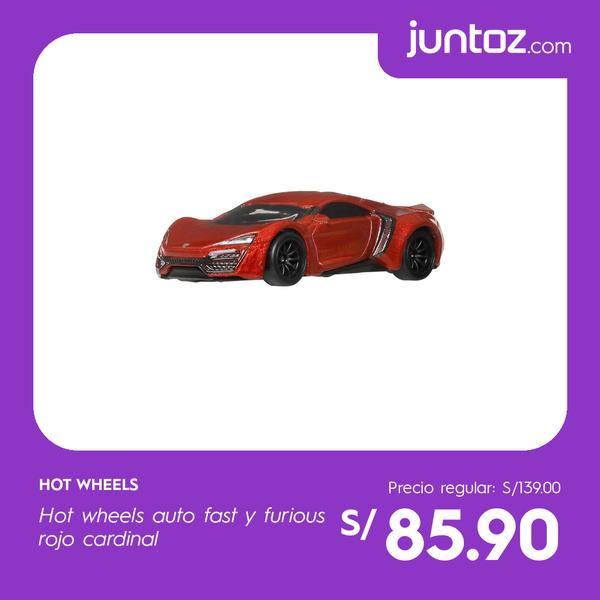 juntoz.com
HOT WHEELS
Hot wheels auto fast y furious
rojo cardinal
Precio regular: S/139.00
S/85.90